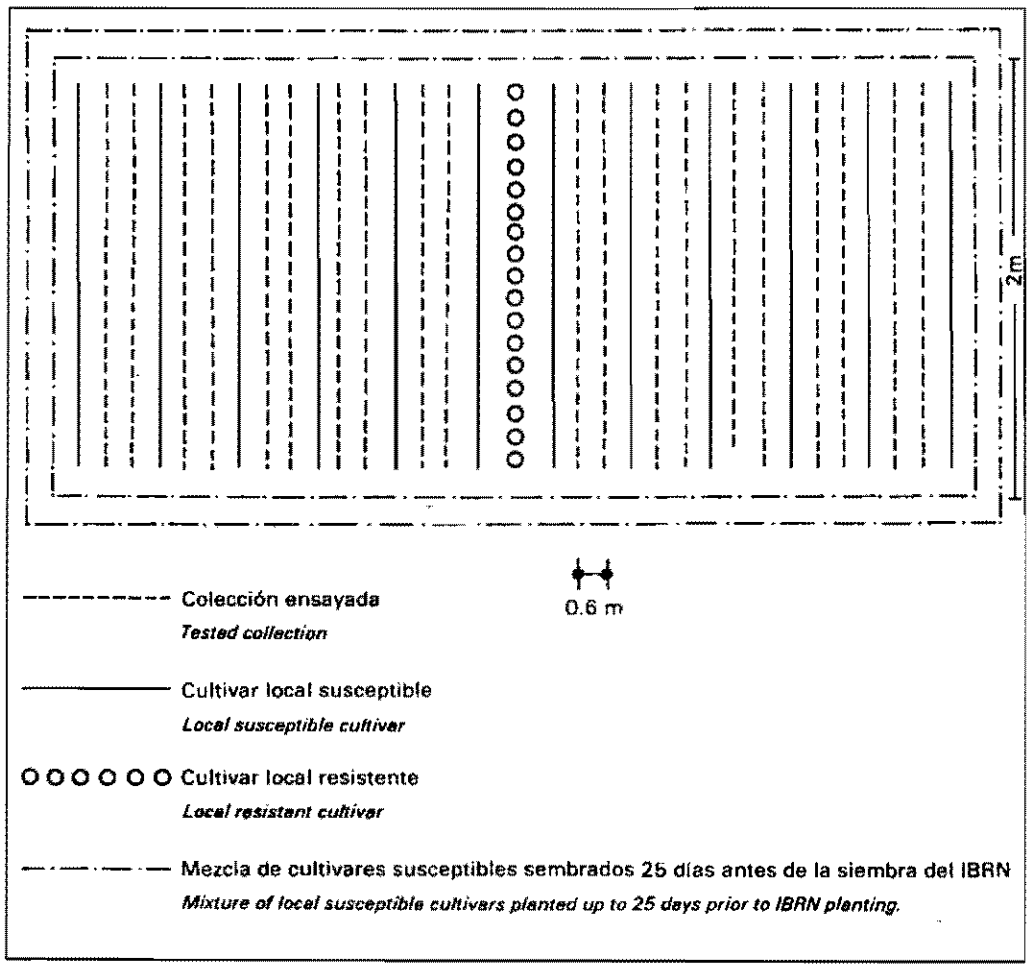 2m
0.6 m
Colección ensayada
Tested collection
Cultivar local susceptible
Local susceptible cultivar
Cultivar local resistente
Local resistant cultivar
Mezcla de cultivares susceptibles sembrados 25 días antes de la siembra del IBRN
Mixture of local susceptible cultivars planted up to 25 days prior to IBRN planting.